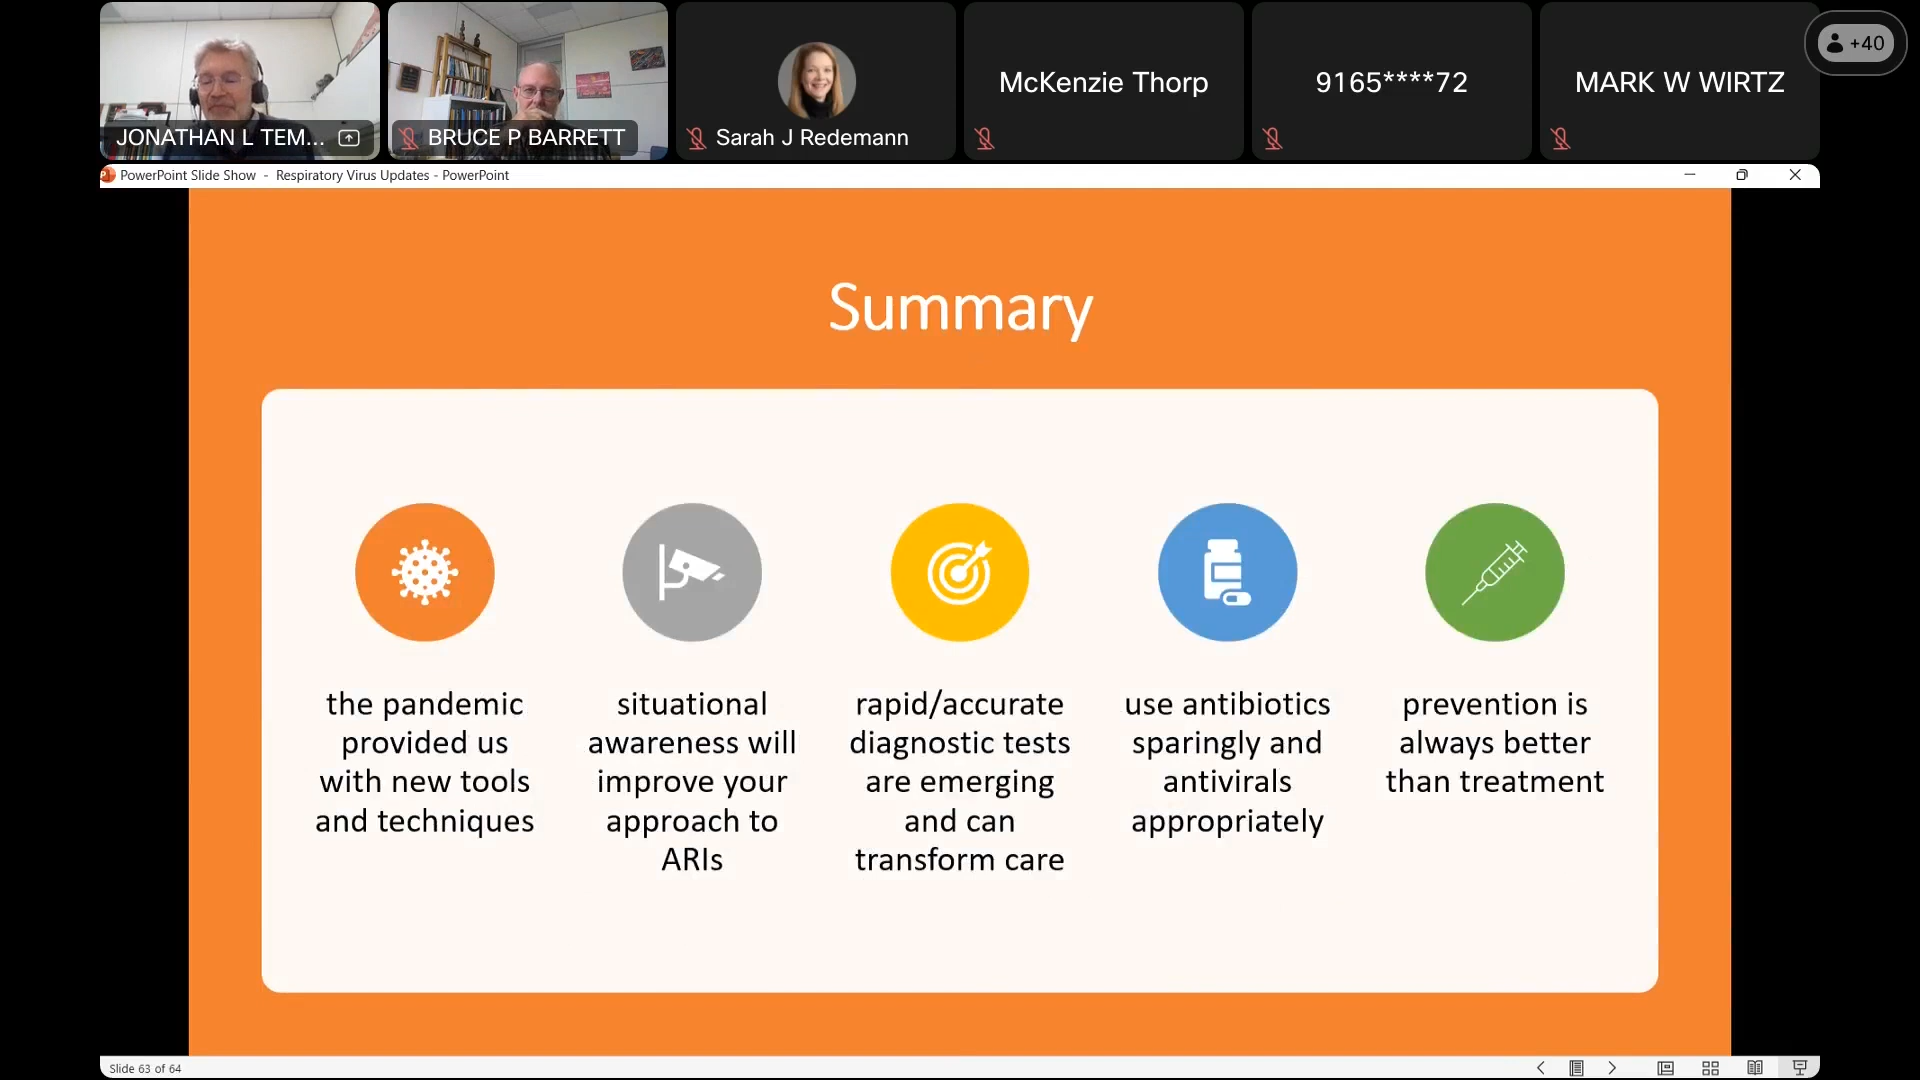 JONATHAN L TEM...
BRUCE P BARRETT
Sarah J Redemann
McKenzie Thorp
9165****72
MARK W WIRTZ
+40
PowerPoint Slide Show - Respiratory Virus Updates - PowerPoint
Summary
the pandemic
provided us
with new tools
and techniques
situational
awareness will
improve your
approach to
ARIs
rapid/accurate
diagnostic tests
are emerging
and can
transform care
use antibiotics
sparingly and
antivirals
appropriately
prevention is
always better
than treatment
Slide 63 of 64